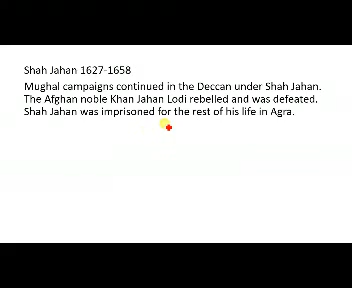 Shah Jahan 1627-1658
Mughal campaigns continued in the Deccan under Shah Jahan.
The Afghan noble Khan Jahan Lodi rebelled and was defeated.
Shah Jahan was imprisoned for the rest of his life in Agra.